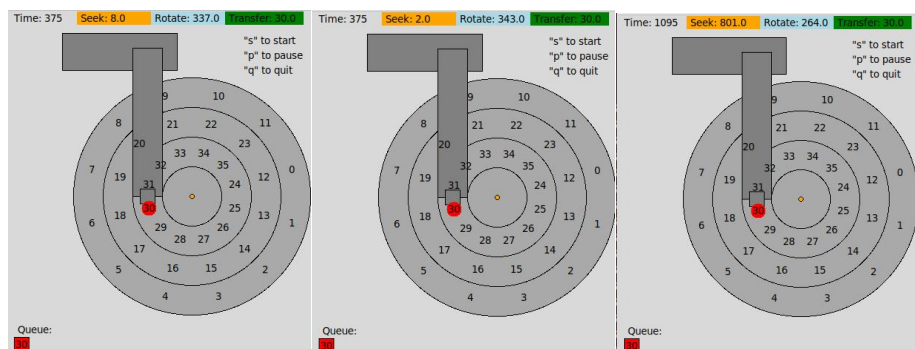 Time: 375 Seek: 8.0 Rotate: 337.0 Transfer: 30.0
"s" to start
"p" to pause
"q" to quit
9 10
8 21 22 11
20 33 34 23
7 32 35 0
19 31 24 12
30 25
6 18 29 26 13 1
28 27
17 14
5 16 15 2
4 3
Queue:
30
Time: 375 Seek: 2.0 Rotate: 343.0 Transfer: 30.0
"s" to start
"p" to pause
"q" to quit
9 10
8 21 22 11
20 33 34 23
7 32 35 0
19 31 24 12
30 25
6 18 29 26 13 1
28 27
17 14
5 16 15 2
4 3
Queue:
30
Time: 1095 Seek: 801.0 Rotate: 264.0 Transfer: 30.0
"s" to start
"p" to pause
"q" to quit
9 10
8 21 22 11
20 33 34 23
7 32 35 0
19 31 24 12
30 25
6 18 29 26 13 1
28 27
17 14
5 16 15 2
4 3
Queue:
30